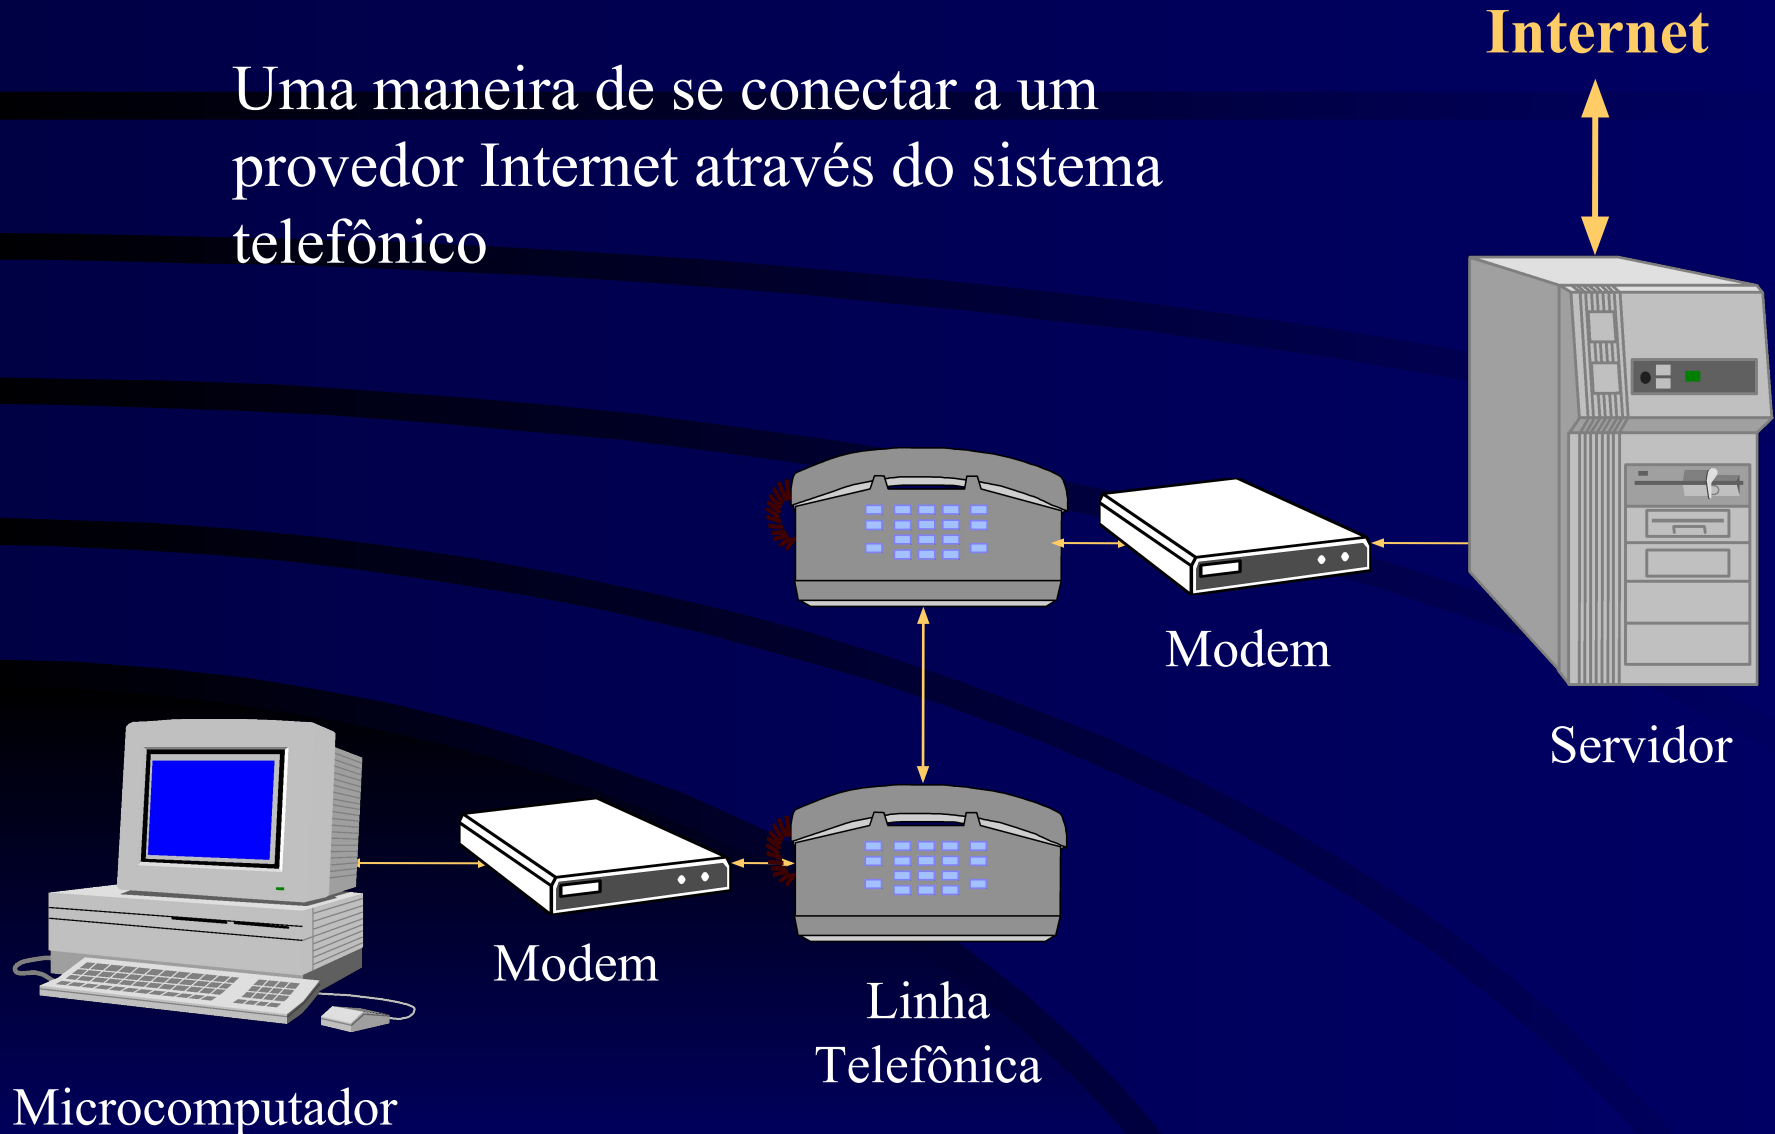 Internet
Uma maneira de se conectar a um
provedor Internet através do sistema
telefônico
Modem
Servidor
Modem
Linha
Telefônica
Microcomputador